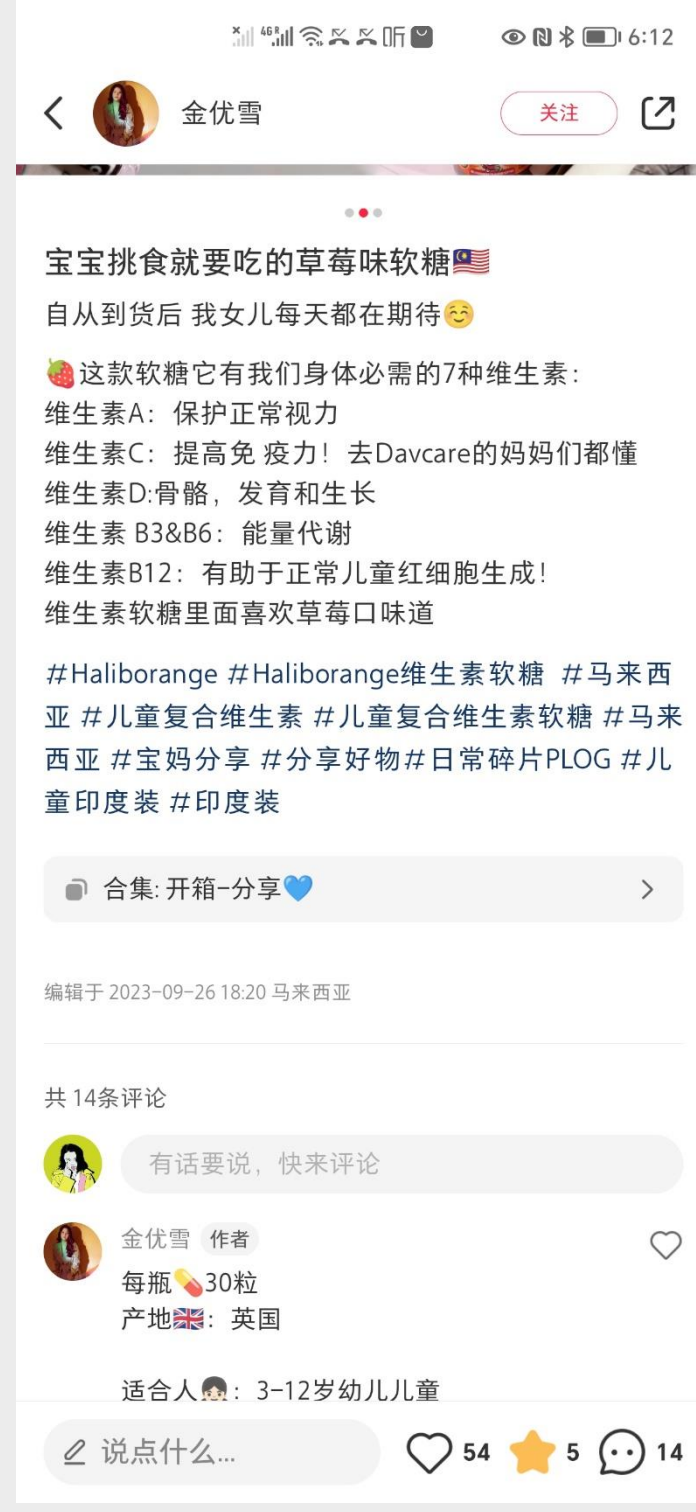 46R 听 6:12
金优雪 关注
宝宝挑食就要吃的草莓味软糖🇲🇾
自从到货后 我女儿每天都在期待☺️
🍓这款软糖它有我们身体必需的7种维生素:
维生素A：保护正常视力
维生素C：提高免 疫力！去Davcare的妈妈们都懂
维生素D:骨骼，发育和生长
维生素 B3&B6：能量代谢
维生素B12：有助于正常儿童红细胞生成！
维生素软糖里面喜欢草莓口味道
#Haliborange #Haliborange维生素软糖 #马来西
亚 #儿童复合维生素 #儿童复合维生素软糖 #马来
西亚 #宝妈分享 #分享好物#日常碎片PLOG #儿
童印度装 #印度装
合集: 开箱-分享💙
编辑于 2023-09-26 18:20 马来西亚
共 14条评论
有话要说，快来评论
金优雪 作者
每瓶💊30粒
产地🇬🇧：英国
适合人👧🏻：3-12岁幼儿儿童
说点什么... 54 5 14